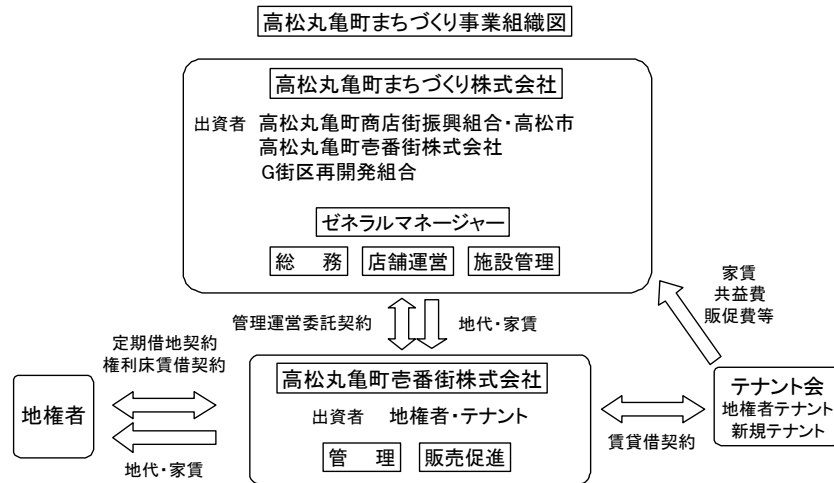 高松丸亀町まちづくり事業組織図
高松丸亀町まちづくり株式会社
出資者 高松丸亀町商店街振興組合・高松市
高松丸亀町壱番街株式会社
G街区再開発組合
ゼネラルマネージャー
総 務 店舗運営 施設管理
家賃
共益費
販促費等
管理運営委託契約 地代・家賃
定期借地契約
権利床賃借契約
地権者
地代・家賃
高松丸亀町壱番街株式会社
出資者 地権者・テナント
管 理 販売促進
賃貸借契約
テナント会
地権者テナント
新規テナント